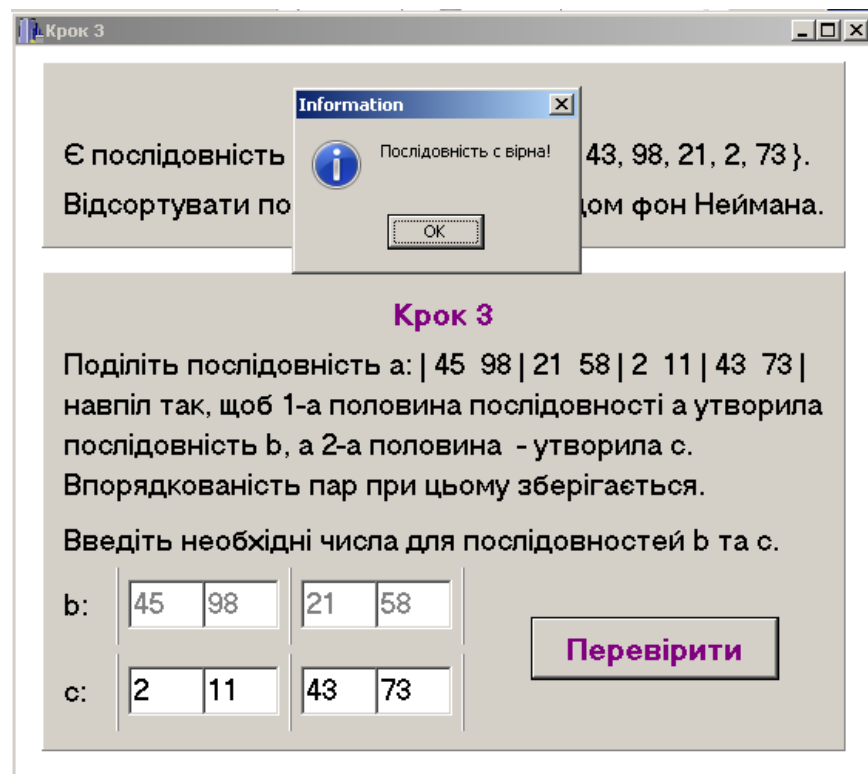 Крок 3
Information
Послідовність с вірна!
OK
Є послідовність 43, 98, 21, 2, 73}.
Відсортувати по дом фон Неймана.
Крок 3
Поділіть послідовність а: | 45 98 | 21 58 | 2 11 | 43 73 |
навпіл так, щоб 1-а половина послідовності а утворила
послідовність b, а 2-а половина - утворила с.
Впорядкованість пар при цьому зберігається.
Введіть необхідні числа для послідовностей b та с.
b: 45 98 21 58
Перевірити
c: 2 11 43 73